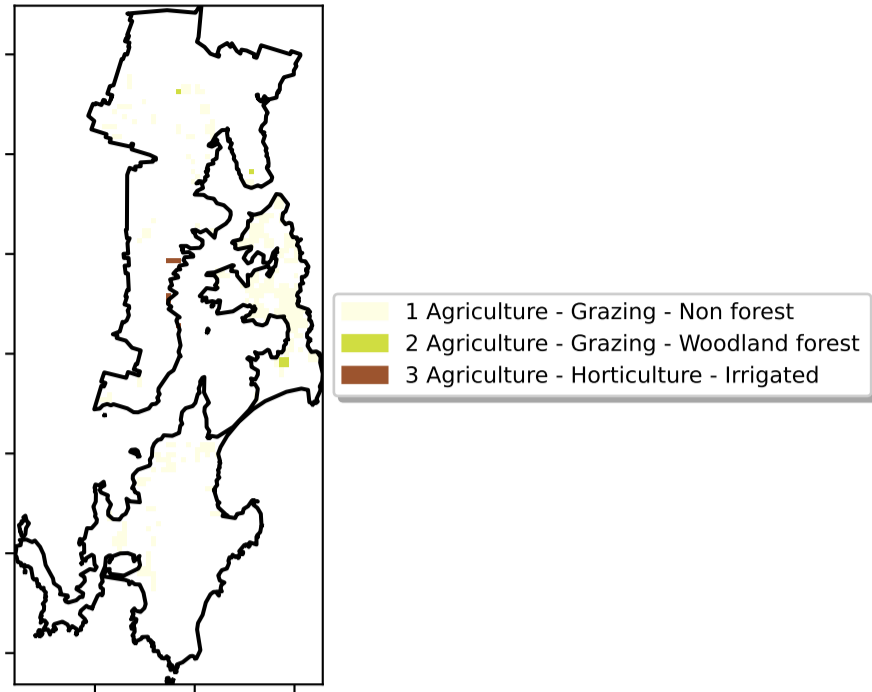 1 Agriculture - Grazing - Non forest
2 Agriculture - Grazing - Woodland forest
3 Agriculture - Horticulture - Irrigated